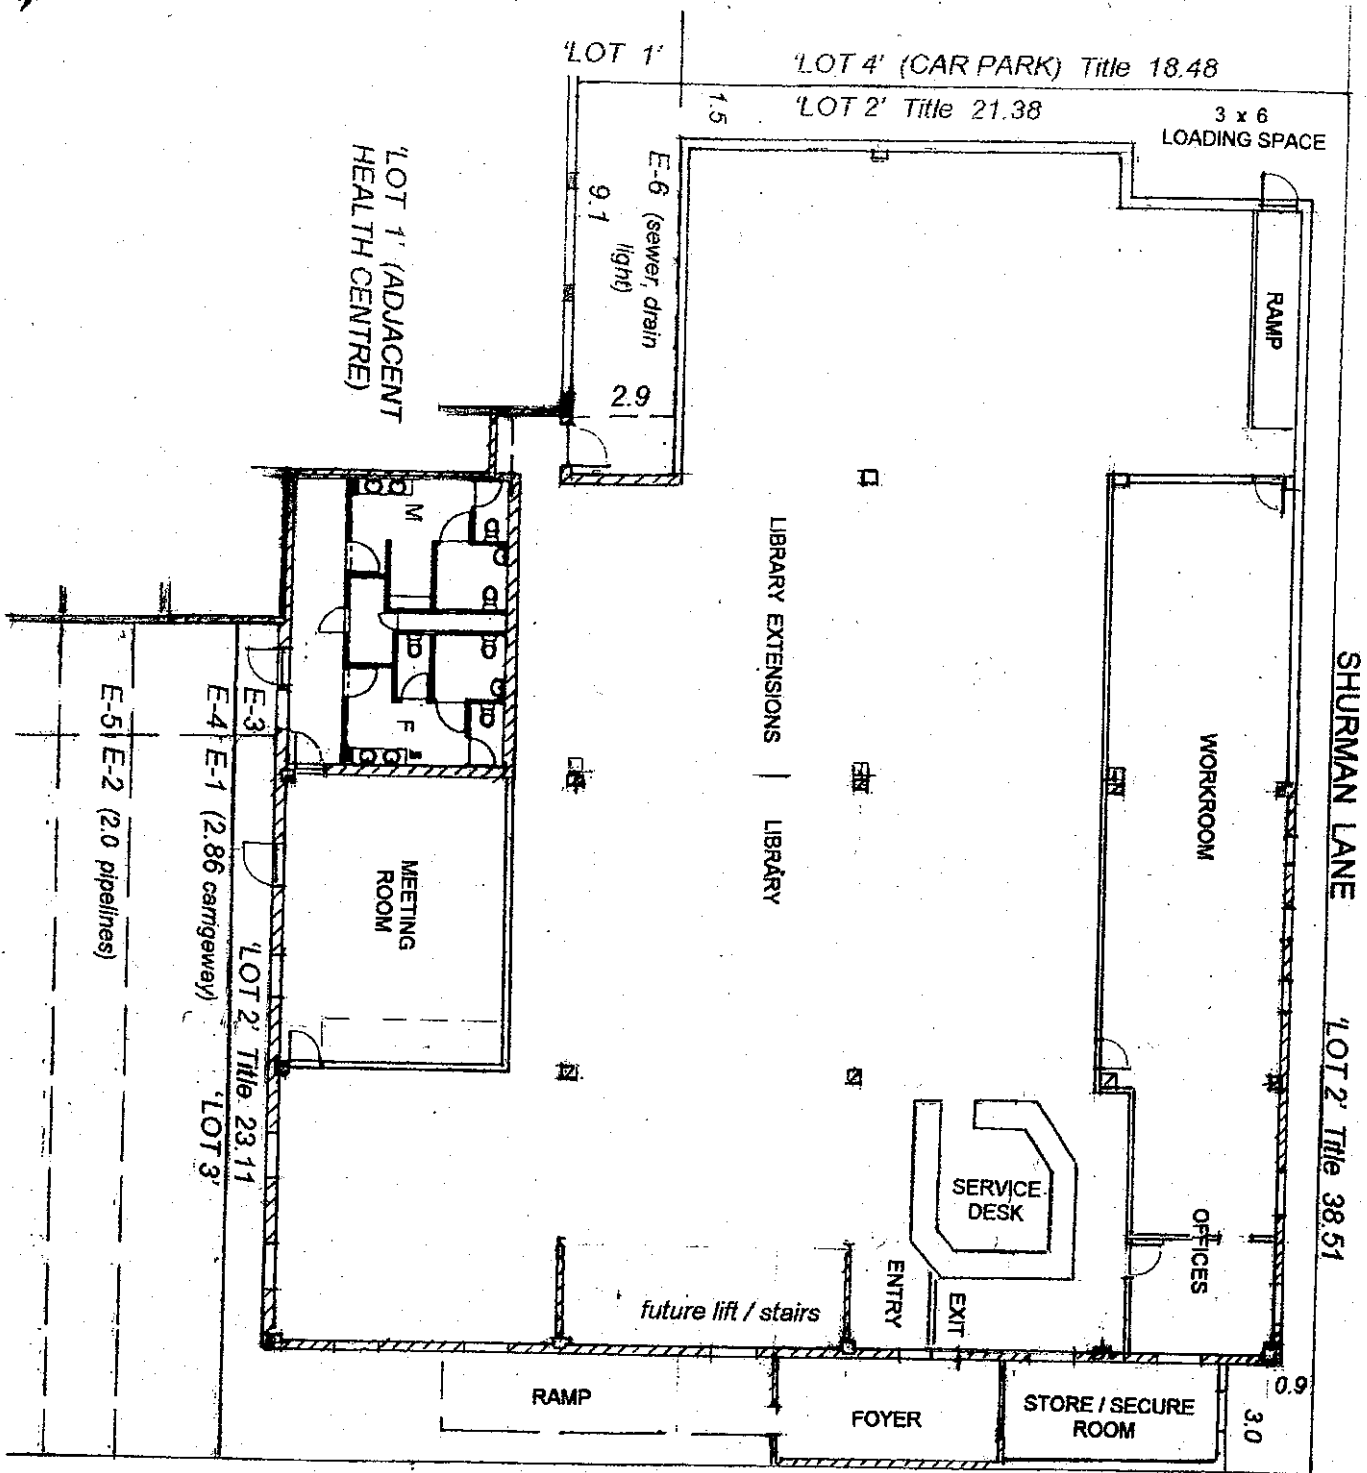 'LOT 1'
'LOT 4' (CAR PARK) Title 18.48
'LOT 2' Title 21.38
3 x 6
LOADING SPACE
1.5
E-6 (sewer, drain
light)
9.1
2.9
'LOT 1' (ADJACENT
HEALTH CENTRE)
RAMP
M
F
LIBRARY EXTENSIONS | LIBRARY
WORKROOM
SHURMAN LANE
'LOT 2' Title 38.51
E-3
E-4 E-1 (2.86 carrigeway)
E-5 E-2 (2.0 pipelines)
'LOT 2' Title 23.11
'LOT 3'
MEETING
ROOM
SERVICE
DESK
OFFICES
ENTRY
EXIT
future lift / stairs
RAMP
FOYER
STORE / SECURE
ROOM
0.9
3.0